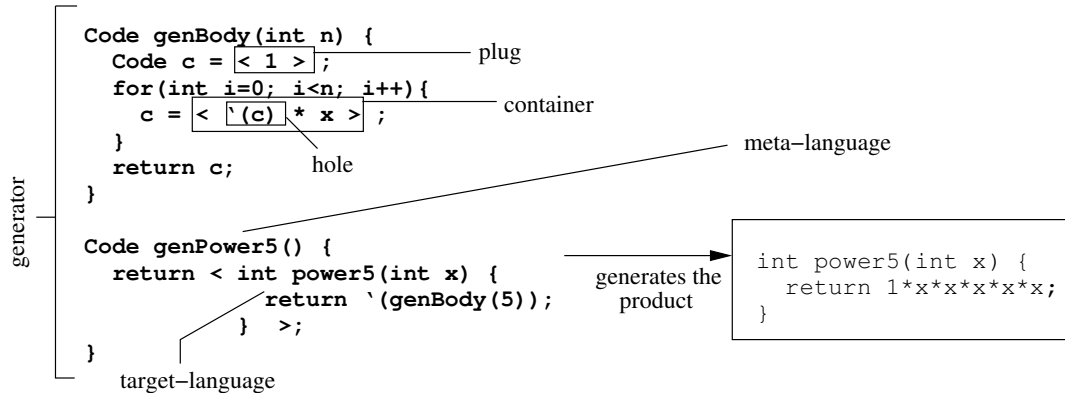 generator
Code genBody(int n) {
  Code c = < 1 > ;
plug
  for(int i=0; i<n; i++){
    c = < `(c) * x > ;
container
hole
  }
  return c;
}
meta−language
Code genPower5() {
  return < int power5(int x) {
            return `(genBody(5));
          }  >;
}
target−language
generates the
product
int power5(int x) {
  return 1*x*x*x*x*x;
}